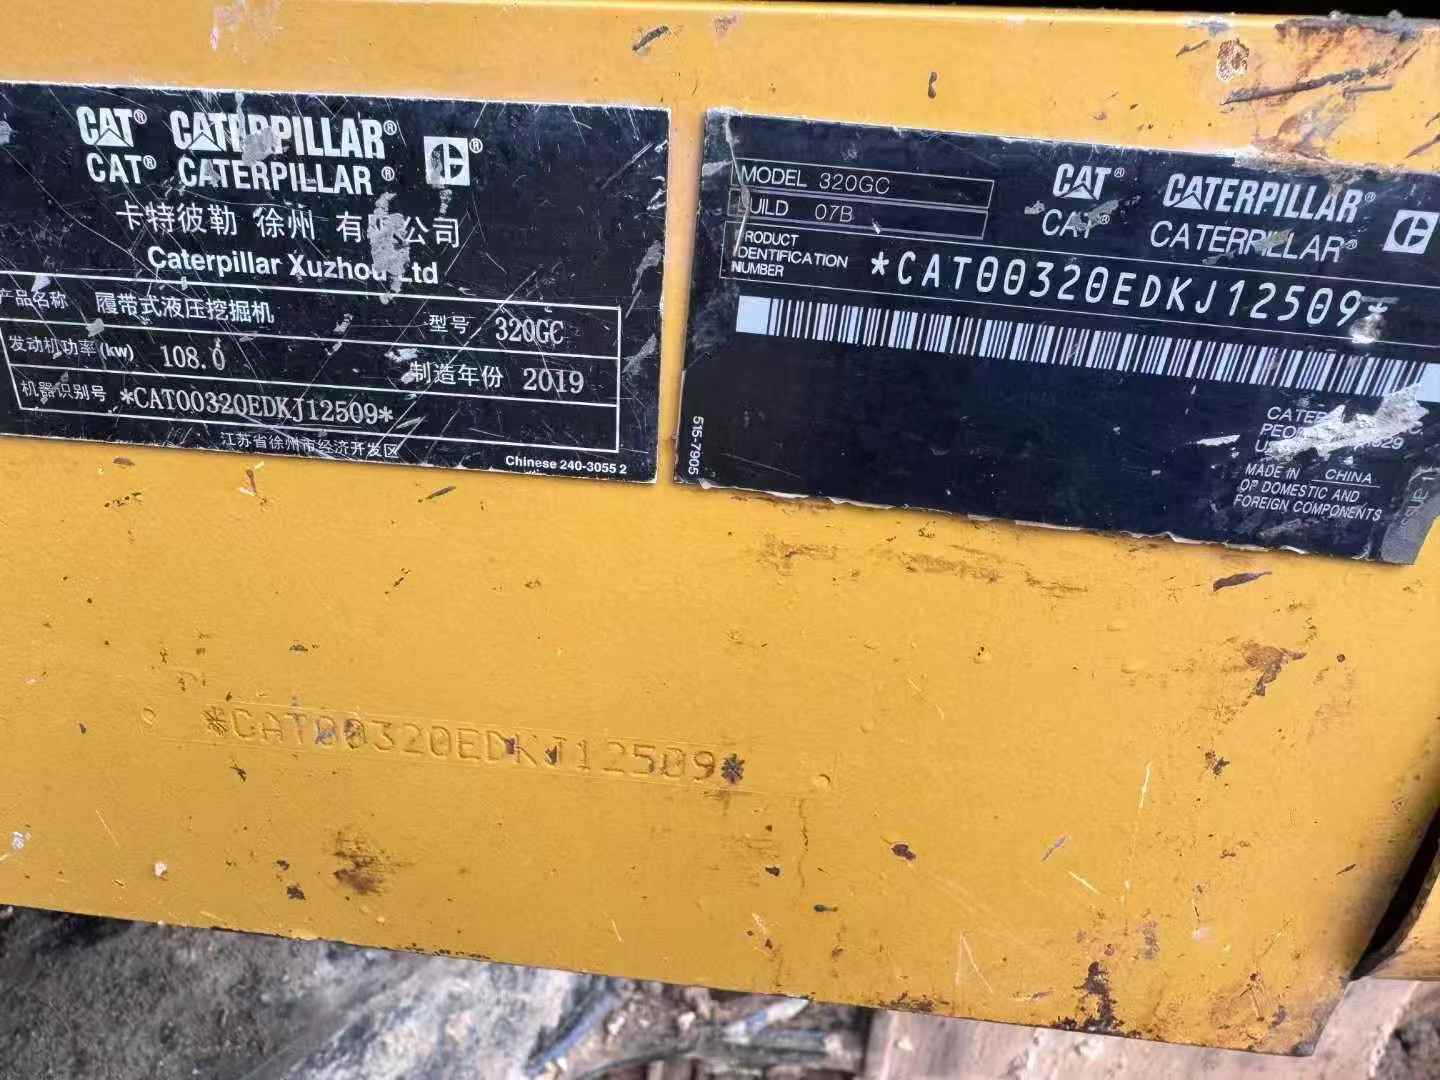 CAT® CATERPILLAR®
CAT® CATERPILLAR®
卡特彼勒 徐州 有 公司
Caterpillar Xuzhou Ltd
产品名称 履带式液压挖掘机 型号 320GC
发动机功率(kw) 108.0 制造年份 2019
机器识别号 *CAT00320EDKJ12509*
江苏省徐州市经济开发区
Chinese 240-3055 2
MODEL 320GC
BUILD 07B
PRODUCT
IDENTIFICATION
NUMBER
*CAT00320EDKJ12509*
CAT® CATERPILLAR®
CAT® CATERPILLAR®
515-7905
MADE IN CHINA
OF DOMESTIC AND
FOREIGN COMPONENTS
*CAT00320EDKJ12509*